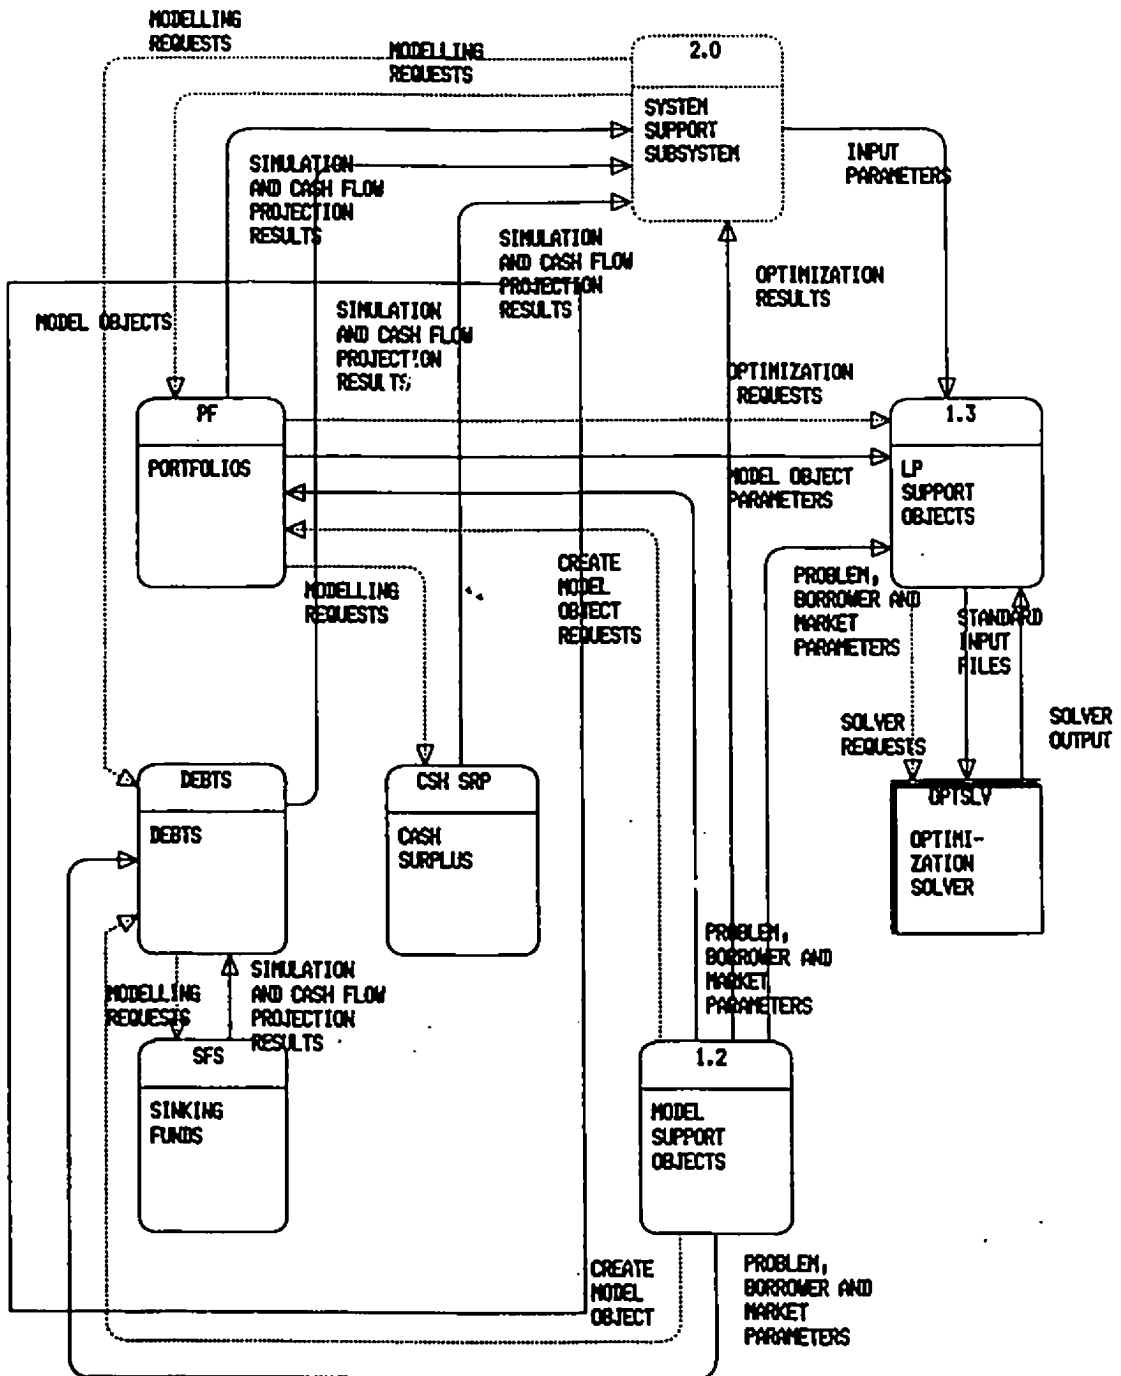 MODELLING
REQUESTS
MODELLING
REQUESTS
2.0
SYSTEM
SUPPORT
SUBSYSTEM
INPUT
PARAMETERS
SIMULATION
AND CASH FLOW
PROJECTION
RESULTS
SIMULATION
AND CASH FLOW
PROJECTION
RESULTS
OPTIMIZATION
RESULTS
MODEL OBJECTS
SIMULATION
AND CASH FLOW
PROJECTION
RESULTS
OPTIMIZATION
REQUESTS
PF
PORTFOLIOS
1.3
LP
SUPPORT
OBJECTS
MODEL OBJECT
PARAMETERS
CREATE
MODEL
OBJECT
REQUESTS
MODELLING
REQUESTS
PROBLEM,
BORROWER AND
MARKET
PARAMETERS
STANDARD
INPUT
FILES
SOLVER
REQUESTS
SOLVER
OUTPUT
DEBTS
DEBTS
CSH SRP
CASH
SURPLUS
OPTSLV
OPTIMI-
ZATION
SOLVER
PROBLEM,
BORROWER AND
MARKET
PARAMETERS
MODELLING
REQUESTS
SIMULATION
AND CASH FLOW
PROJECTION
RESULTS
SFS
SINKING
FUNDS
1.2
MODEL
SUPPORT
OBJECTS
CREATE
MODEL
OBJECT
PROBLEM,
BORROWER AND
MARKET
PARAMETERS